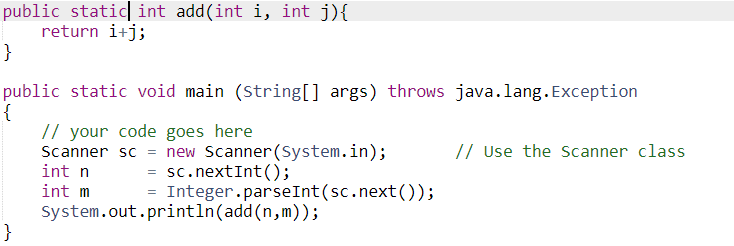 public static int add(int i, int j){
    return i+j;
}

public static void main (String[] args) throws java.lang.Exception
{
    // your code goes here
    Scanner sc = new Scanner(System.in);       // Use the Scanner class
    int n      = sc.nextInt();
    int m      = Integer.parseInt(sc.next());
    System.out.println(add(n,m));
}